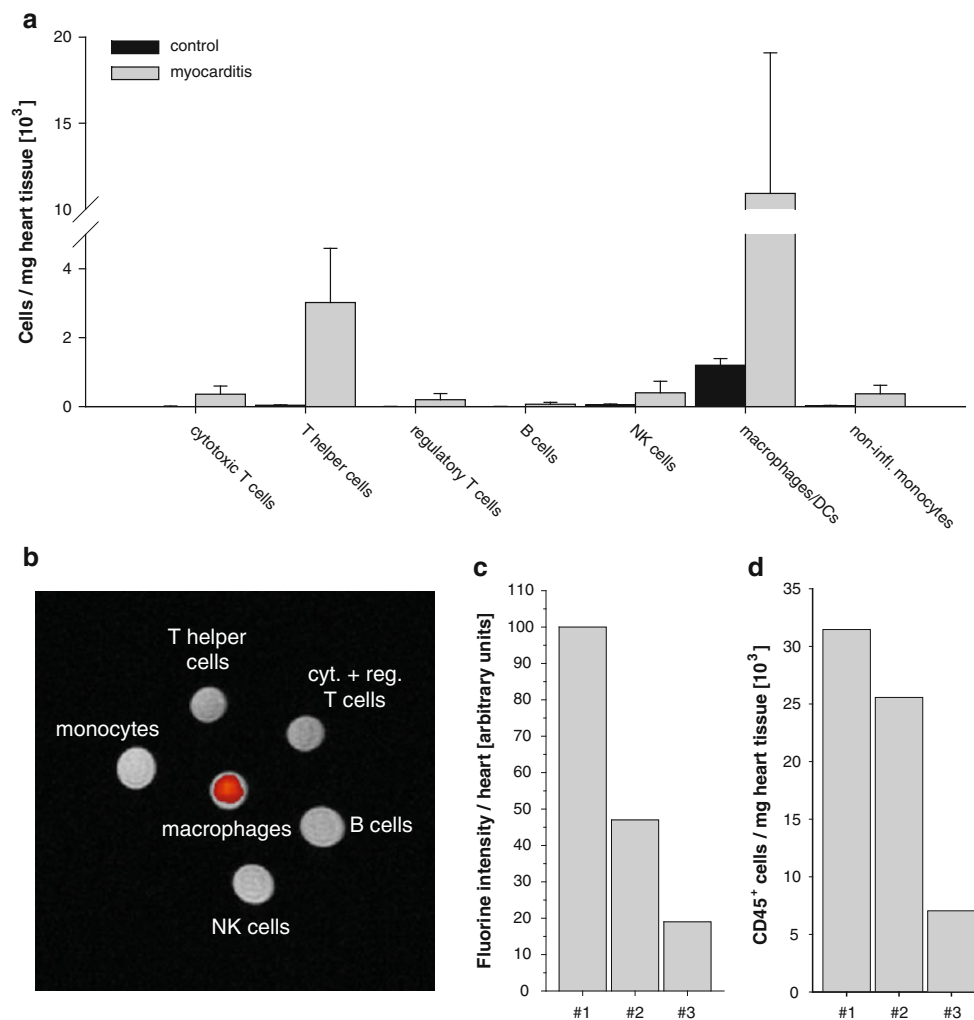 a
Cells / mg heart tissue [10³]
20
15
10
4
2
0
control
myocarditis
cytotoxic T cells
T helper cells
regulatory T cells
B cells
NK cells
macrophages/DCs
non-infl. monocytes
b
T helper
cells
cyt. + reg.
T cells
monocytes
macrophages
B cells
NK cells
c
Fluorine intensity / heart [arbitrary units]
110
100
90
80
70
60
50
40
30
20
10
0
#1
#2
#3
d
CD45⁺ cells / mg heart tissue [10³]
35
30
25
20
15
10
5
0
#1
#2
#3